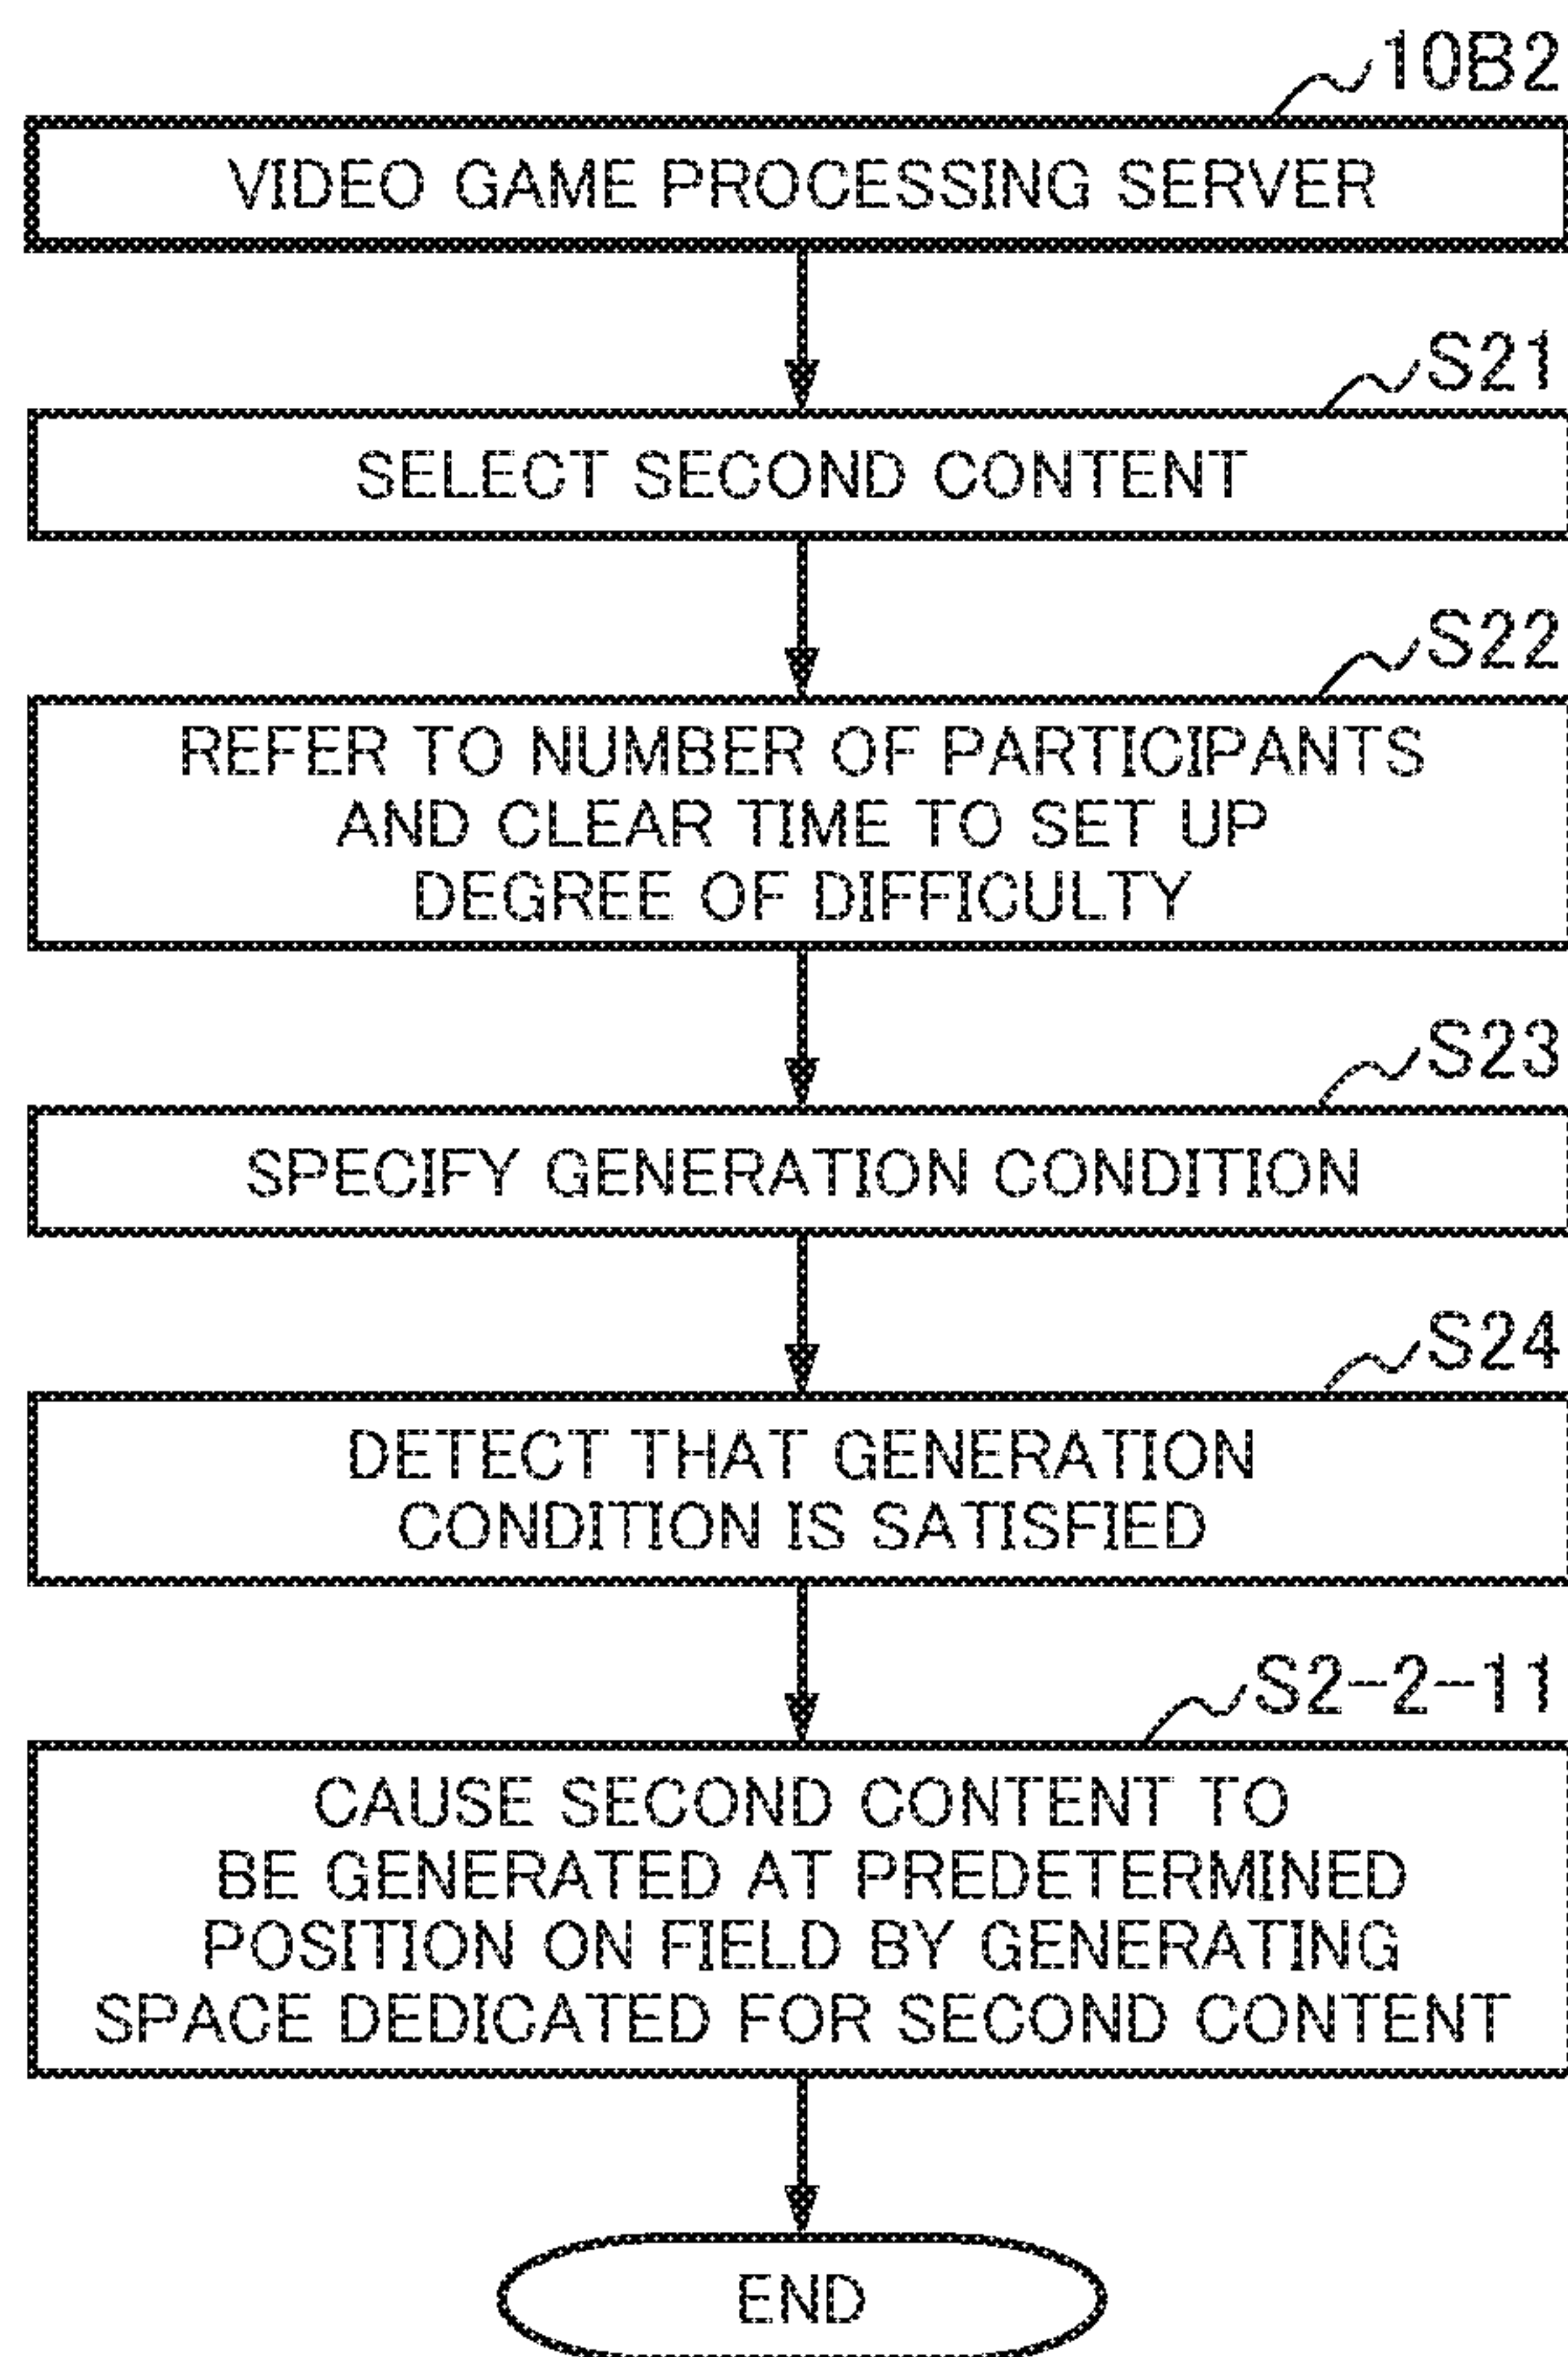 10B2
VIDEO GAME PROCESSING SERVER
S21
SELECT SECOND CONTENT
S22
REFER TO NUMBER OF PARTICIPANTS
AND CLEAR TIME TO SET UP
DEGREE OF DIFFICULTY
S23
SPECIFY GENERATION CONDITION
S24
DETECT THAT GENERATION
CONDITION IS SATISFIED
S2-2-11
CAUSE SECOND CONTENT TO
BE GENERATED AT PREDETERMINED
POSITION ON FIELD BY GENERATING
SPACE DEDICATED FOR SECOND CONTENT
END